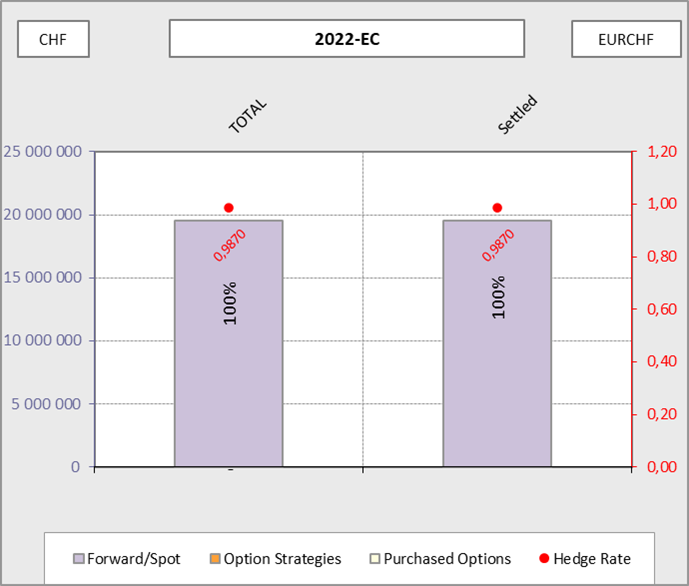 CHF
2022-EC
EURCHF
TOTAL
Settled
25 000 000
20 000 000
15 000 000
10 000 000
5 000 000
0
1,20
1,00
0,80
0,60
0,40
0,20
0,00
0,9870
0,9870
100%
100%
-
Forward/Spot
Option Strategies
Purchased Options
Hedge Rate